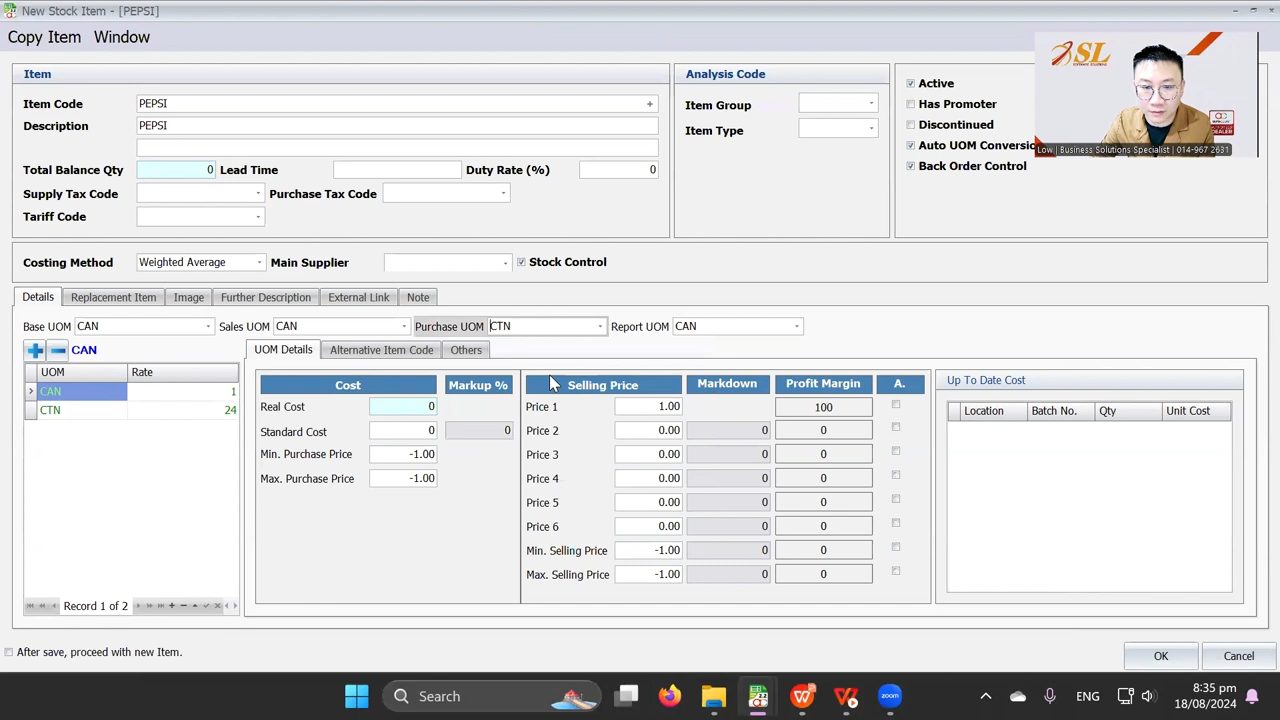 New Stock Item - [PEPSI]
Copy Item Window
Item
Item Code PEPSI +
Description PEPSI
Total Balance Qty 0 Lead Time Duty Rate (%) 0
Supply Tax Code Purchase Tax Code
Tariff Code
Analysis Code
Item Group
Item Type
Active
Has Promoter
Discontinued
Auto UOM Conversio
Back Order Control
SL
Low | Business Solutions Specialist | 014-967 2631
Costing Method Weighted Average Main Supplier Stock Control
Details Replacement Item Image Further Description External Link Note
Base UOM CAN Sales UOM CAN Purchase UOM CTN Report UOM CAN
CAN
UOM Rate
CAN 1
CTN 24
Record 1 of 2
UOM Details Alternative Item Code Others
Cost Markup % Selling Price Markdown Profit Margin A.
Real Cost 0 Price 1 1.00 100
Standard Cost 0 0 Price 2 0.00 0 0
Min. Purchase Price -1.00 Price 3 0.00 0 0
Max. Purchase Price -1.00 Price 4 0.00 0 0
Price 5 0.00 0 0
Price 6 0.00 0 0
Min. Selling Price -1.00 0 0
Max. Selling Price -1.00 0 0
Up To Date Cost
Location Batch No. Qty Unit Cost
After save, proceed with new Item.
OK Cancel
Search
ENG
8:35 pm
18/08/2024